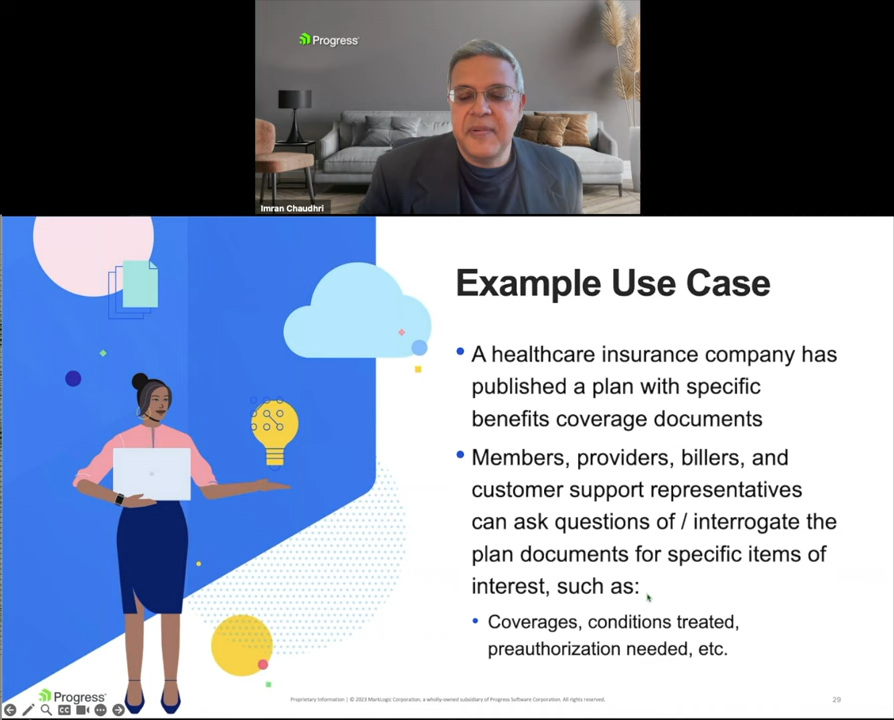 Progress
Imran Chaudhri
Example Use Case
• A healthcare insurance company has
published a plan with specific
benefits coverage documents
• Members, providers, billers, and
customer support representatives
can ask questions of / interrogate the
plan documents for specific items of
interest, such as:
• Coverages, conditions treated,
preauthorization needed, etc.
Progress
Proprietary Information | © 2023 MarkLogic Corporation, a wholly-owned subsidiary of Progress Software Corporation. All rights reserved.
29
CC